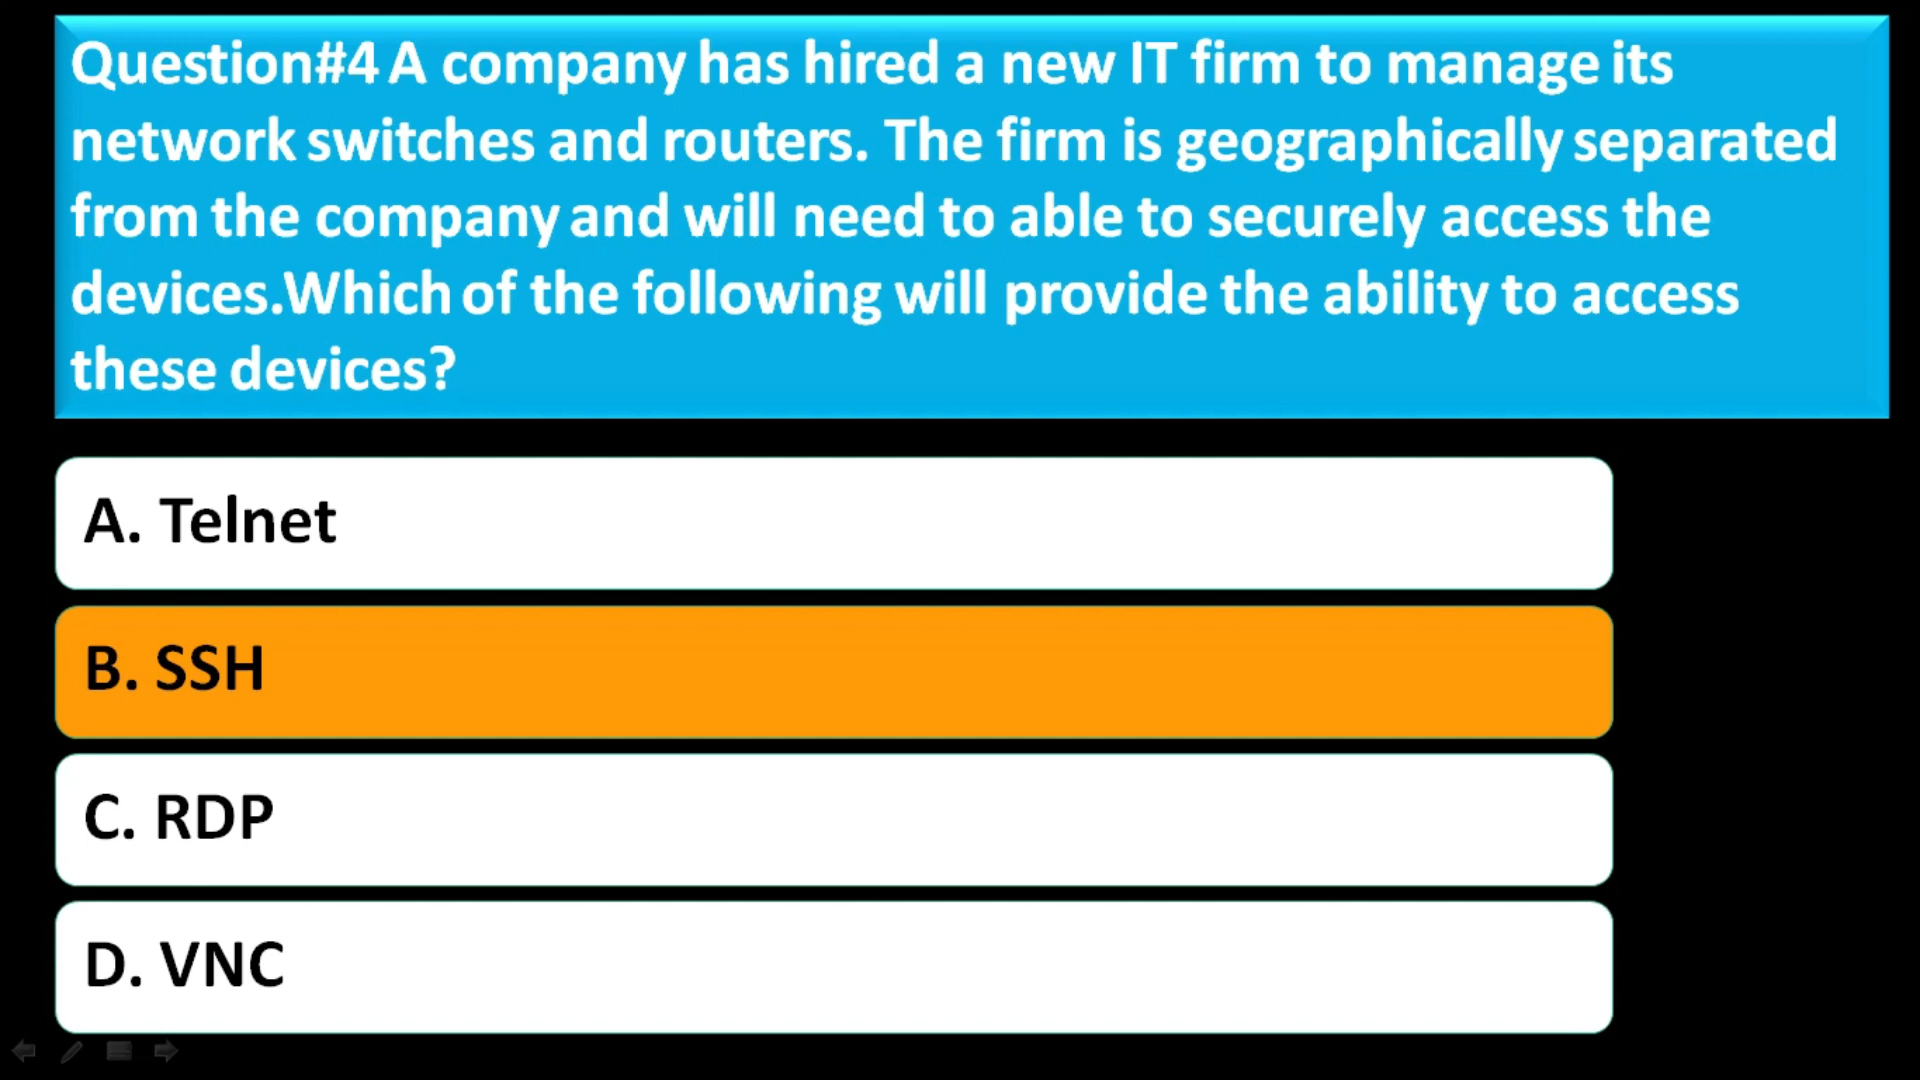 Question#4 A company has hired a new IT firm to manage its
network switches and routers. The firm is geographically separated
from the company and will need to able to securely access the
devices.Which of the following will provide the ability to access
these devices?
A. Telnet
B. SSH
C. RDP
D. VNC